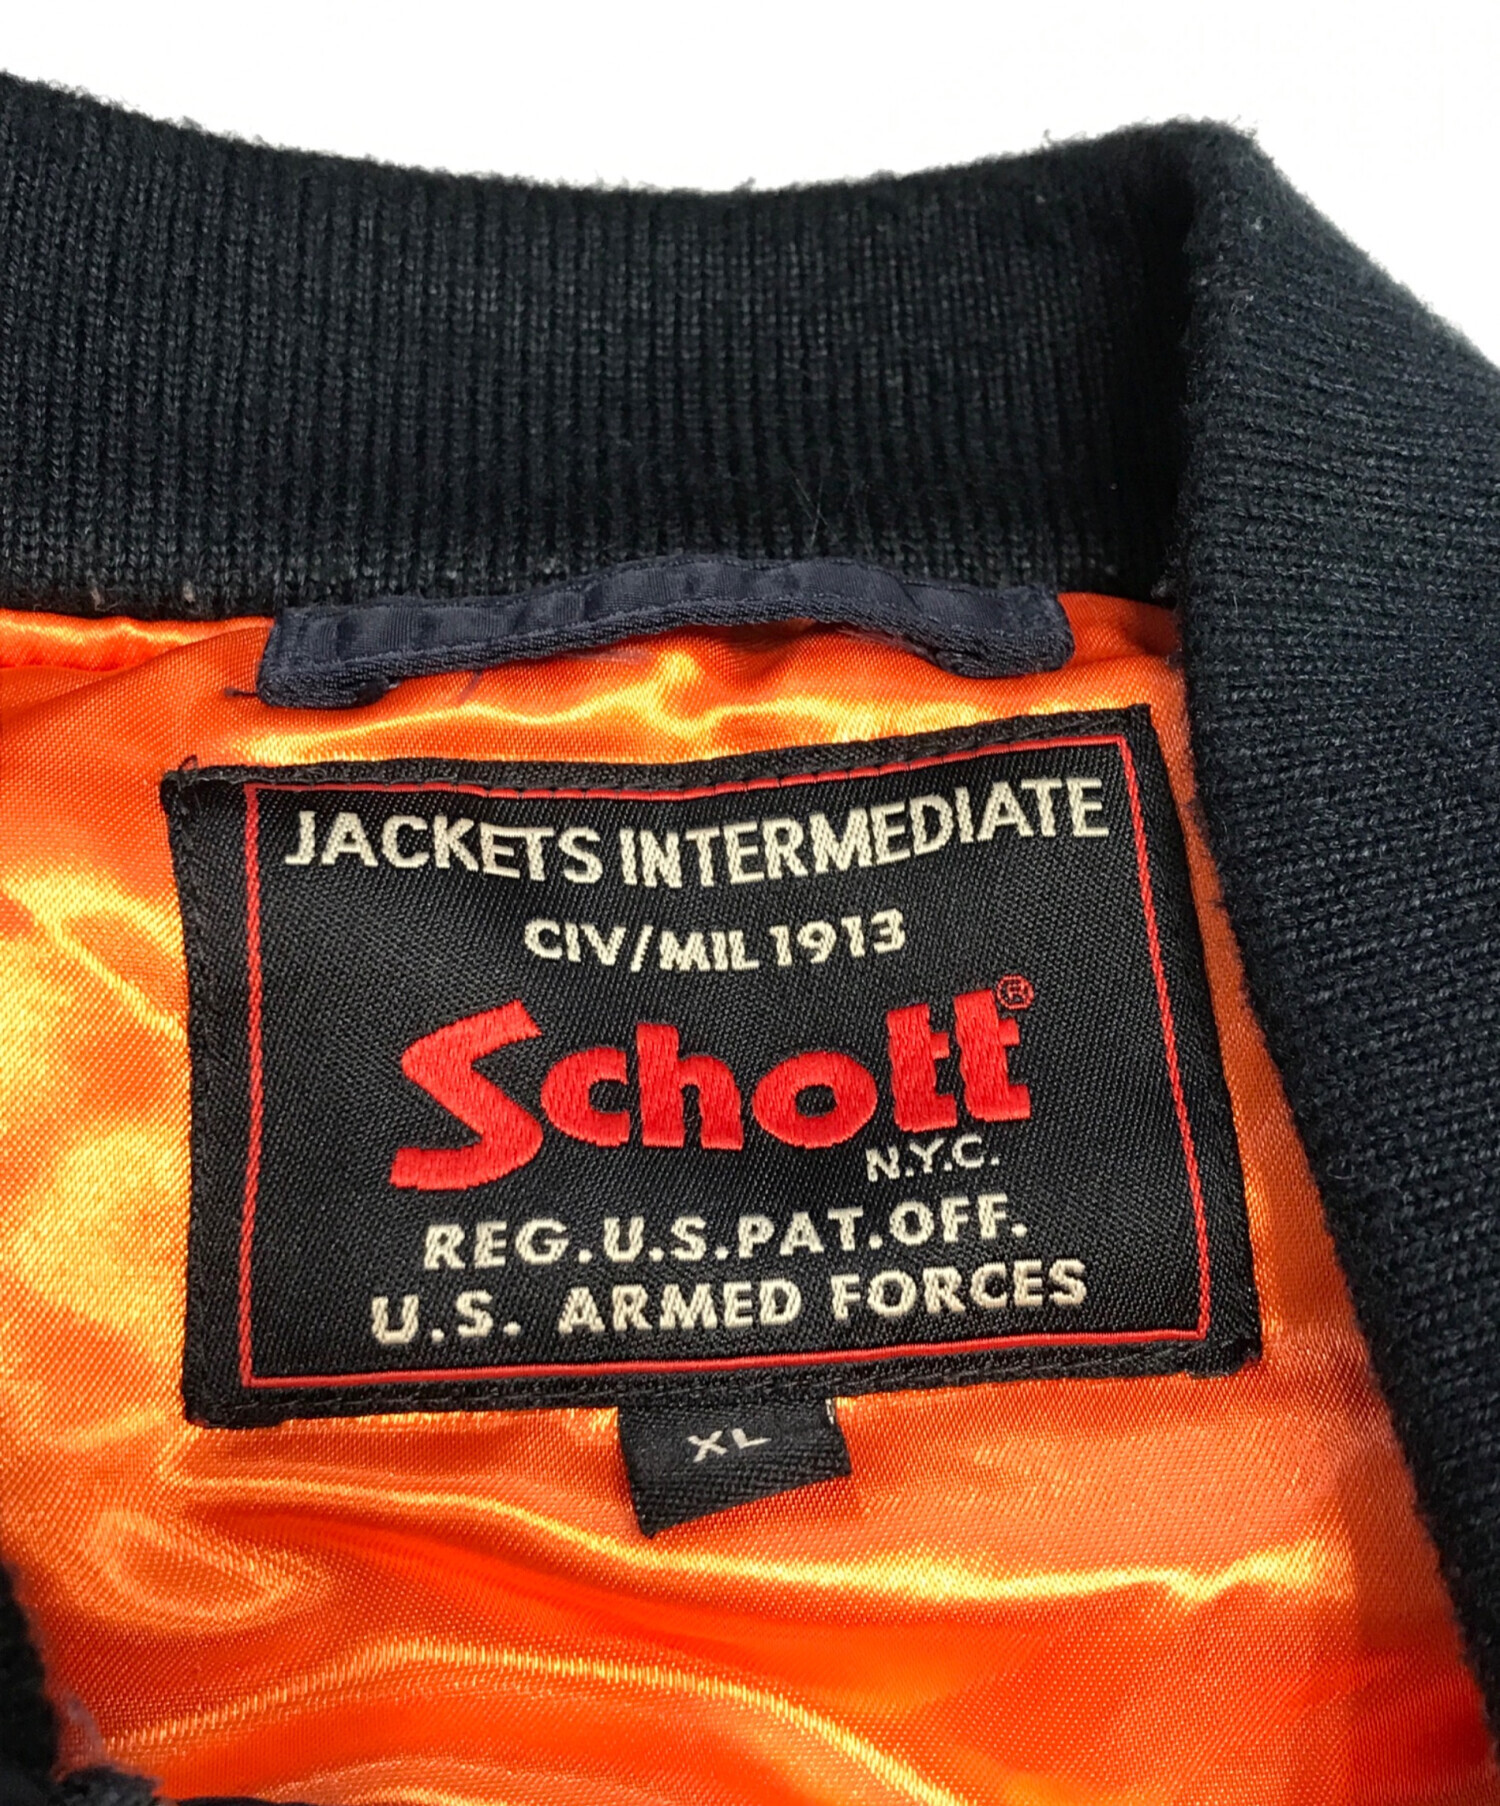 JACKETS INTERMEDIATE
CIV/MIL 1913
Schott®
N.Y.C.
REG.U.S.PAT.OFF.
U.S. ARMED FORCES
XL